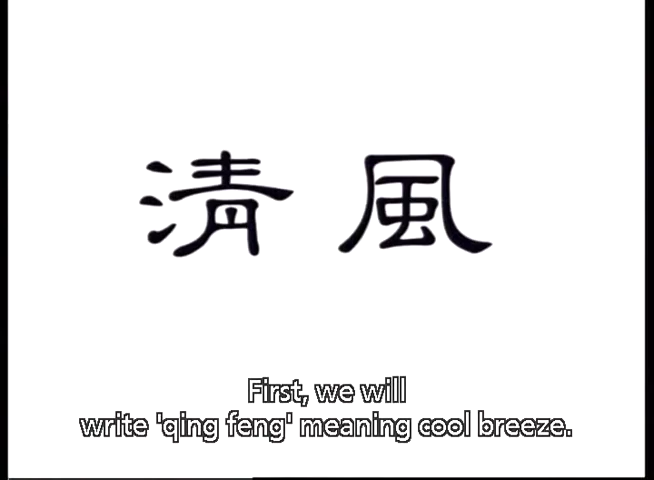 清風
First, we will
write 'qing feng' meaning cool breeze.